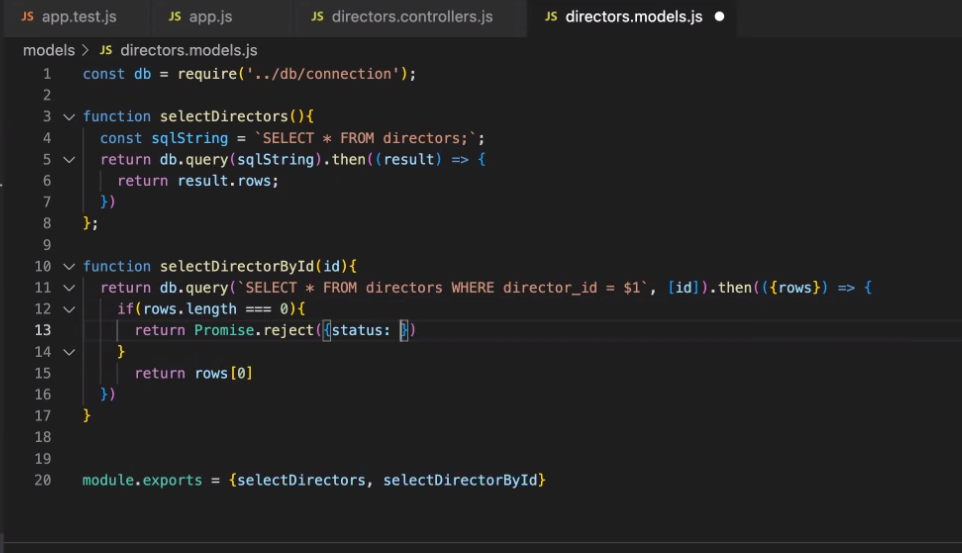 JS app.test.js JS app.js JS directors.controllers.js JS directors.models.js
models > JS directors.models.js
1 const db = require('../db/connection');
2
3 function selectDirectors(){
4 const sqlString = `SELECT * FROM directors;`;
5 return db.query(sqlString).then((result) => {
6 return result.rows;
7 })
8 };
9
10 function selectDirectorById(id){
11 return db.query(`SELECT * FROM directors WHERE director_id = $1`, [id]).then(({rows}) => {
12 if(rows.length === 0){
13 return Promise.reject({status: })
14 }
15 return rows[0]
16 })
17 }
18
19
20 module.exports = {selectDirectors, selectDirectorById}